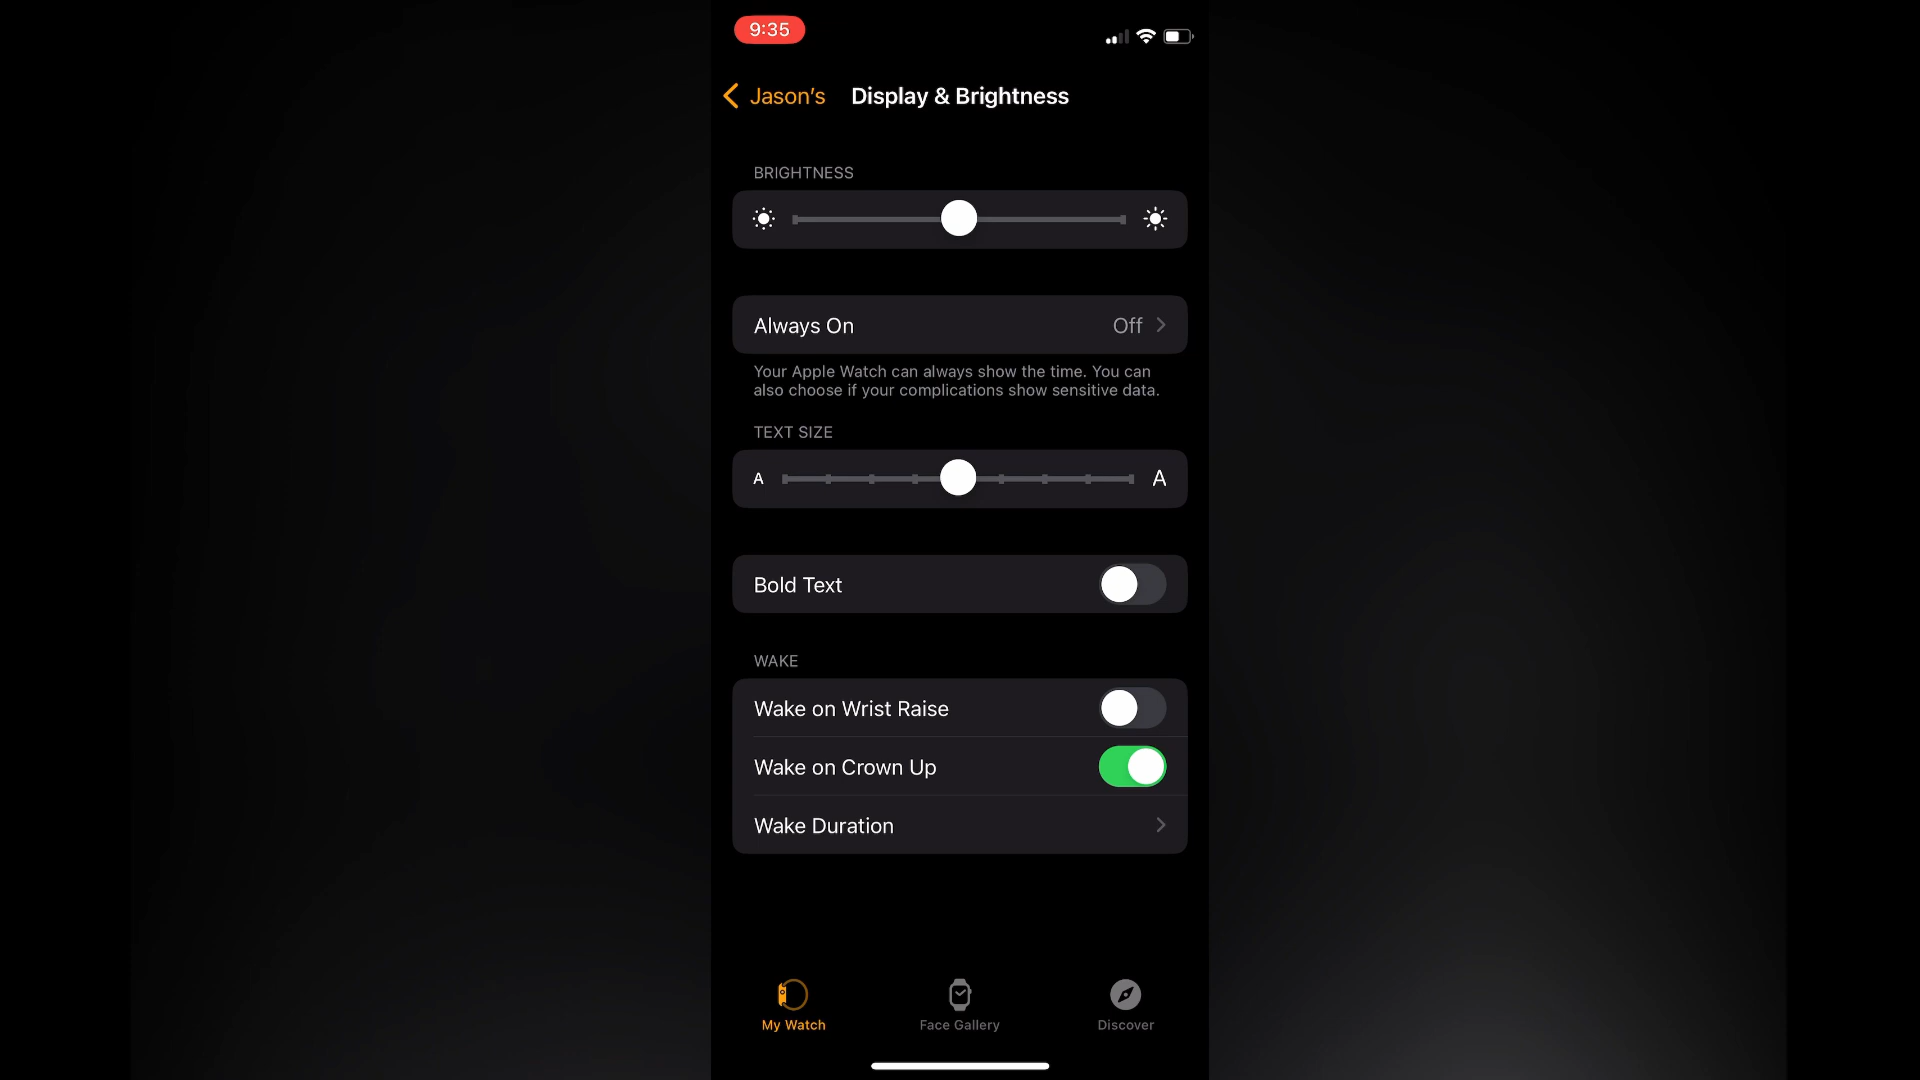 9:35
Jason's Display & Brightness
BRIGHTNESS
Always On Off
Your Apple Watch can always show the time. You can
also choose if your complications show sensitive data.
TEXT SIZE
A A
Bold Text
WAKE
Wake on Wrist Raise
Wake on Crown Up
Wake Duration
My Watch Face Gallery Discover